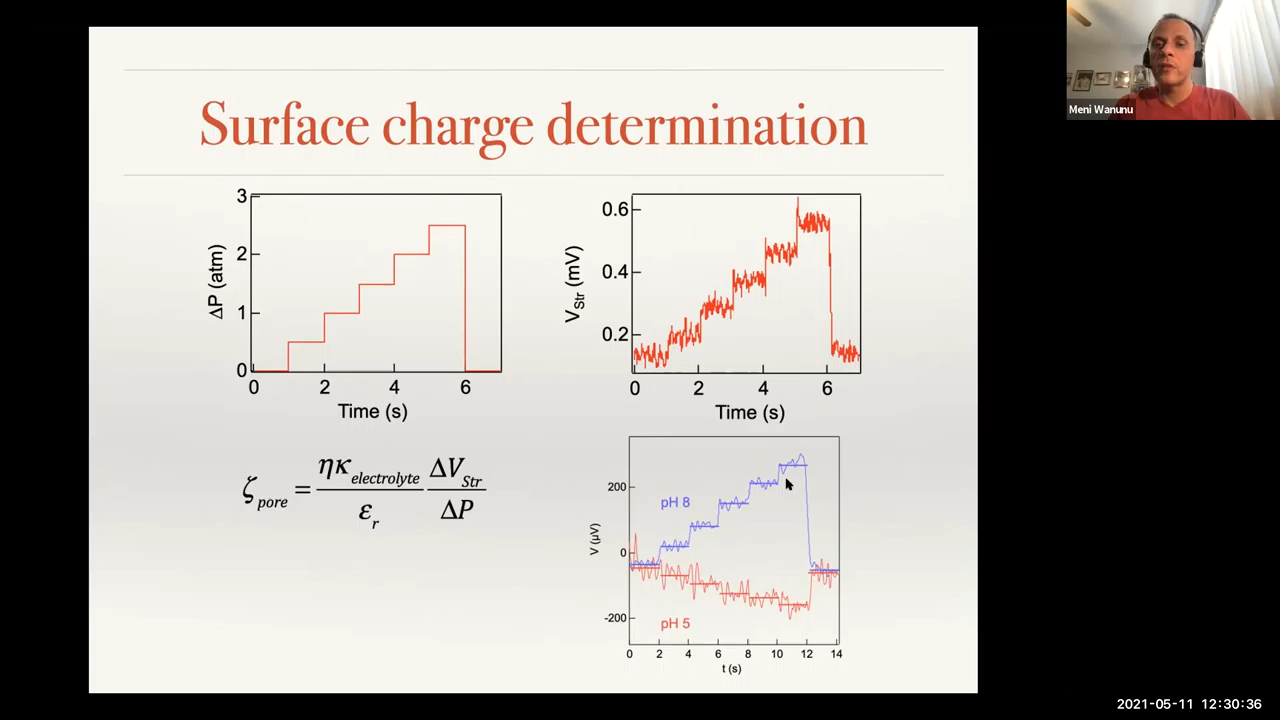 Surface charge determination
3
2
1
0
ΔP (atm)
0 2 4 6
Time (s)
0.6
0.4
0.2
V_Str (mV)
0 2 4 6
Time (s)
ζ_pore = ηκ_electrolyte / ε_r ΔV_Str / ΔP
200
0
-200
V (µV)
pH 8
pH 5
0 2 4 6 8 10 12 14
t (s)
Meni Wanunu
2021-05-11 12:30:36